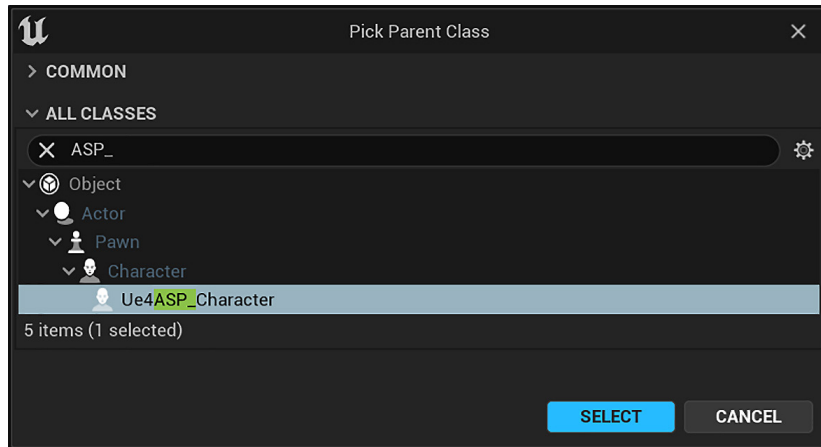 Pick Parent Class
COMMON
ALL CLASSES
ASP_
Object
Actor
Pawn
Character
Ue4ASP_Character
5 items (1 selected)
SELECT CANCEL